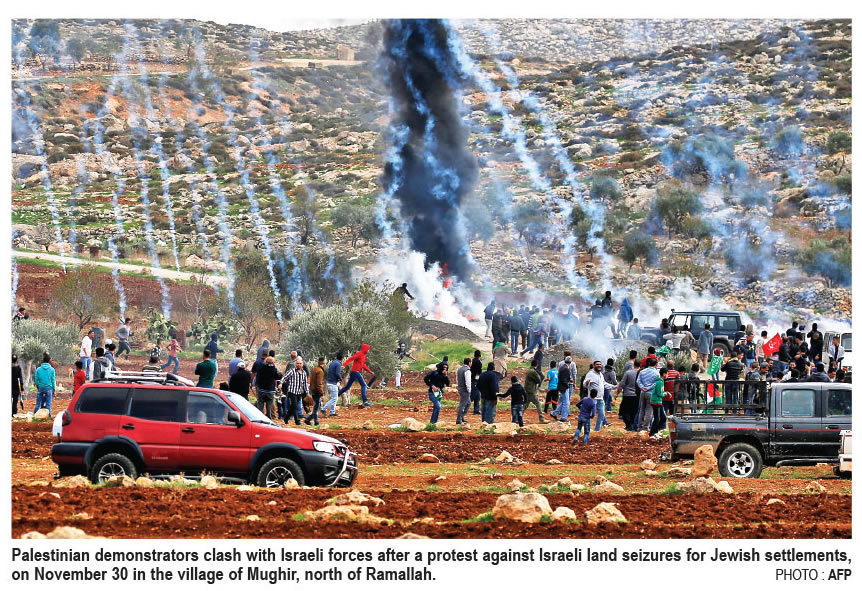 Palestinian demonstrators clash with Israeli forces after a protest against Israeli land seizures for Jewish settlements,
on November 30 in the village of Mughir, north of Ramallah.
PHOTO : AFP